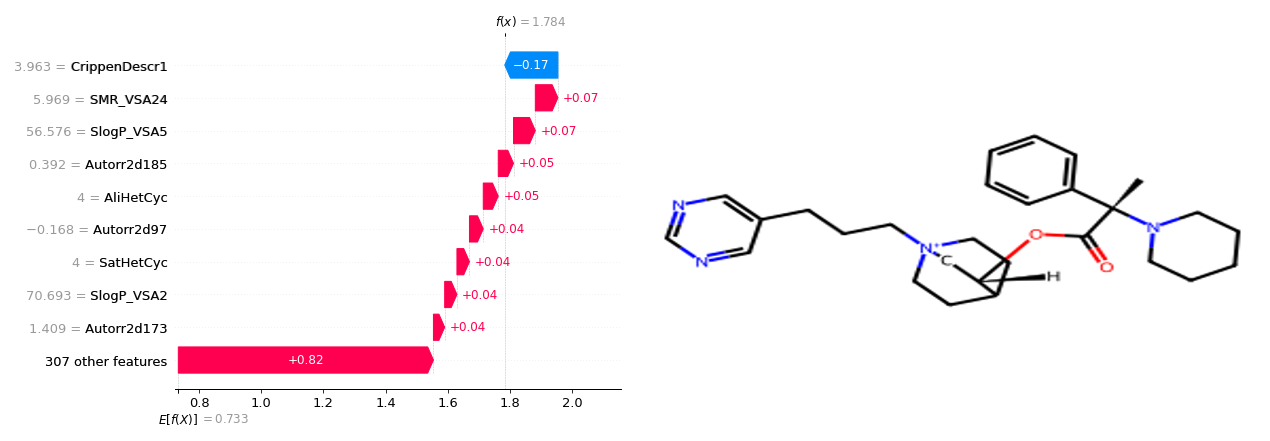 f(x) = 1.784
3.963 = CrippenDescr1
−0.17
5.969 = SMR_VSA24
+0.07
56.576 = SlogP_VSA5
+0.07
0.392 = Autorr2d185
+0.05
4 = AliHetCyc
+0.05
−0.168 = Autorr2d97
+0.04
4 = SatHetCyc
+0.04
70.693 = SlogP_VSA2
+0.04
1.409 = Autorr2d173
+0.04
307 other features
+0.82
0.8 1.0 1.2 1.4 1.6 1.8 2.0
E[f(X)] = 0.733
N
N
N+
C
O
H
O
N